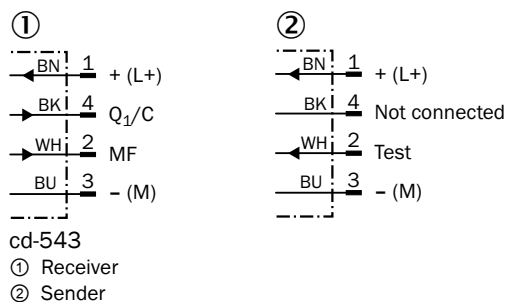 ① ②
BN 1 + (L+) BN 1 + (L+)
BK 4 Q1/C BK 4 Not connected
WH 2 MF WH 2 Test
BU 3 − (M) BU 3 − (M)
cd-543
① Receiver
② Sender